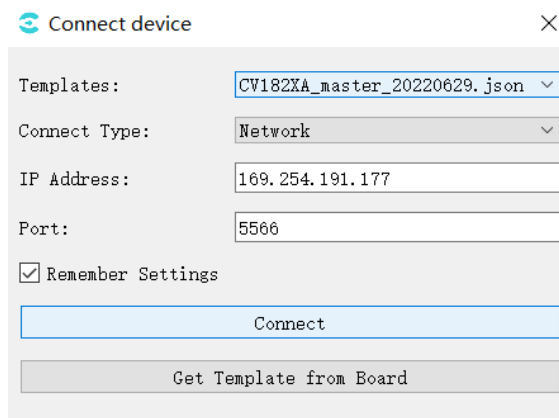 Connect device
Templates: CV182XA_master_20220629.json
Connect Type: Network
IP Address: 169.254.191.177
Port: 5566
Remember Settings
Connect
Get Template from Board